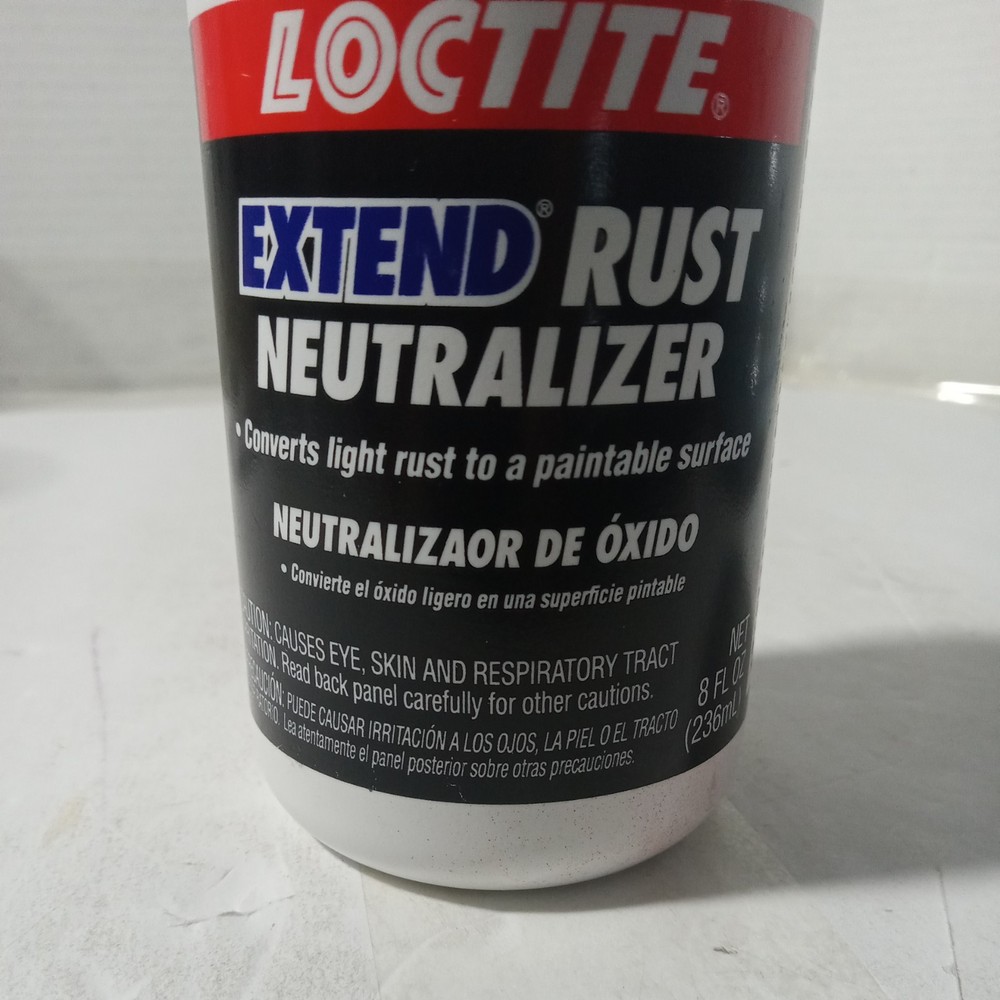 LOCTITE®
EXTEND® RUST
NEUTRALIZER
• Converts light rust to a paintable surface
NEUTRALIZAOR DE ÓXIDO
• Convierte el óxido ligero en una superficie pintable
CAUSES EYE, SKIN AND RESPIRATORY TRACT
Read back panel carefully for other cautions.
PUEDE CAUSAR IRRITACIÓN A LOS OJOS, LA PIEL O EL TRACTO
Lea atentamente el panel posterior sobre otras precauciones.
NET
8 FL OZ
(236mL)